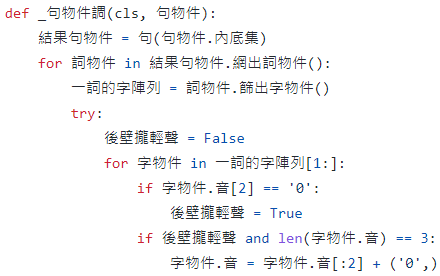 def _句物件調(cls, 句物件):
    結果句物件 = 句(句物件.內底集)
    for 詞物件 in 結果句物件.網出詞物件():
        一詞的字陣列 = 詞物件.篩出字物件()
        try:
            後壁攏輕聲 = False
            for 字物件 in 一詞的字陣列[1:]:
                if 字物件.音[2] == '0':
                    後壁攏輕聲 = True
                if 後壁攏輕聲 and len(字物件.音) == 3:
                    字物件.音 = 字物件.音[:2] + ('0',)